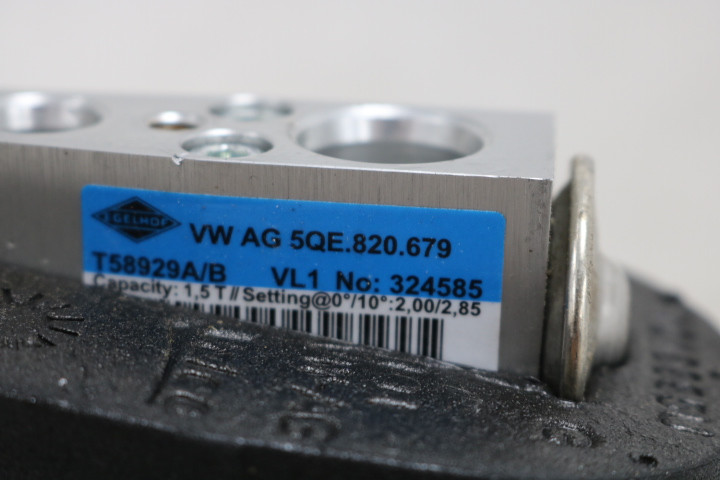 EGELHOF
VW AG 5QE.820.679
T58929A/B VL1 No: 324585
Capacity: 1,5 T // Setting@0°/10°:2,00/2,85